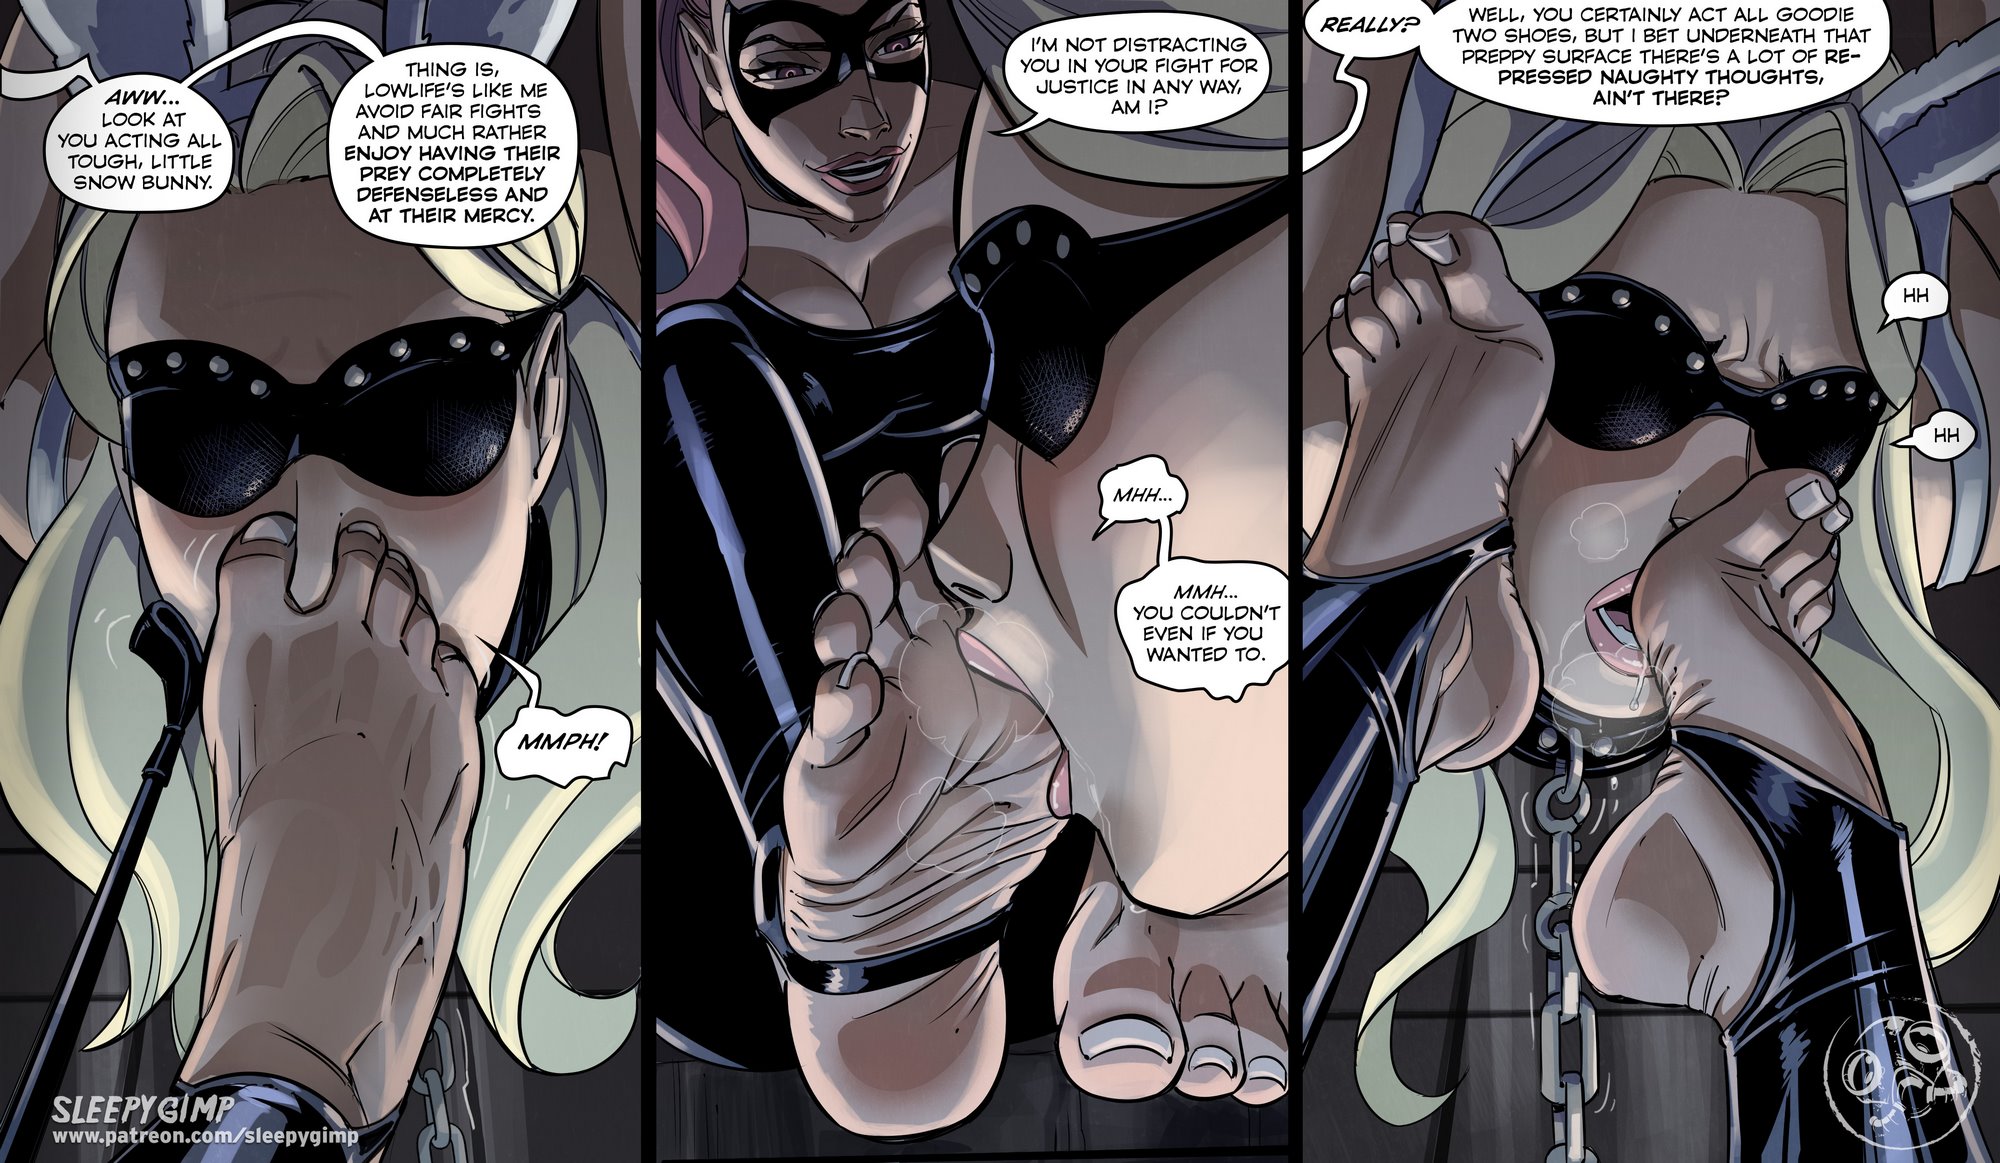 AWW...
LOOK AT
YOU ACTING ALL
TOUGH, LITTLE
SNOW BUNNY.
THING IS,
LOWLIFE'S LIKE ME
AVOID FAIR FIGHTS
AND MUCH RATHER
ENJOY HAVING THEIR
PREY COMPLETELY
DEFENSELESS AND
AT THEIR MERCY.
MMPH!
I'M NOT DISTRACTING
YOU IN YOUR FIGHT FOR
JUSTICE IN ANY WAY,
AM I?
MHH...
MMH...
YOU COULDN'T
EVEN IF YOU
WANTED TO.
REALLY?
WELL, YOU CERTAINLY ACT ALL GOODIE
TWO SHOES, BUT I BET UNDERNEATH THAT
PREPPY SURFACE THERE'S A LOT OF RE-
PRESSED NAUGHTY THOUGHTS,
AIN'T THERE?
HH
HH
SLEEPYGIMP
www.patreon.com/sleepygimp